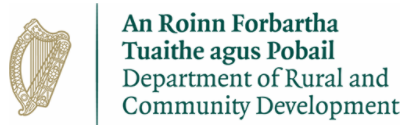 An Roinn Forbartha
Tuaithe agus Pobail
Department of Rural and
Community Development